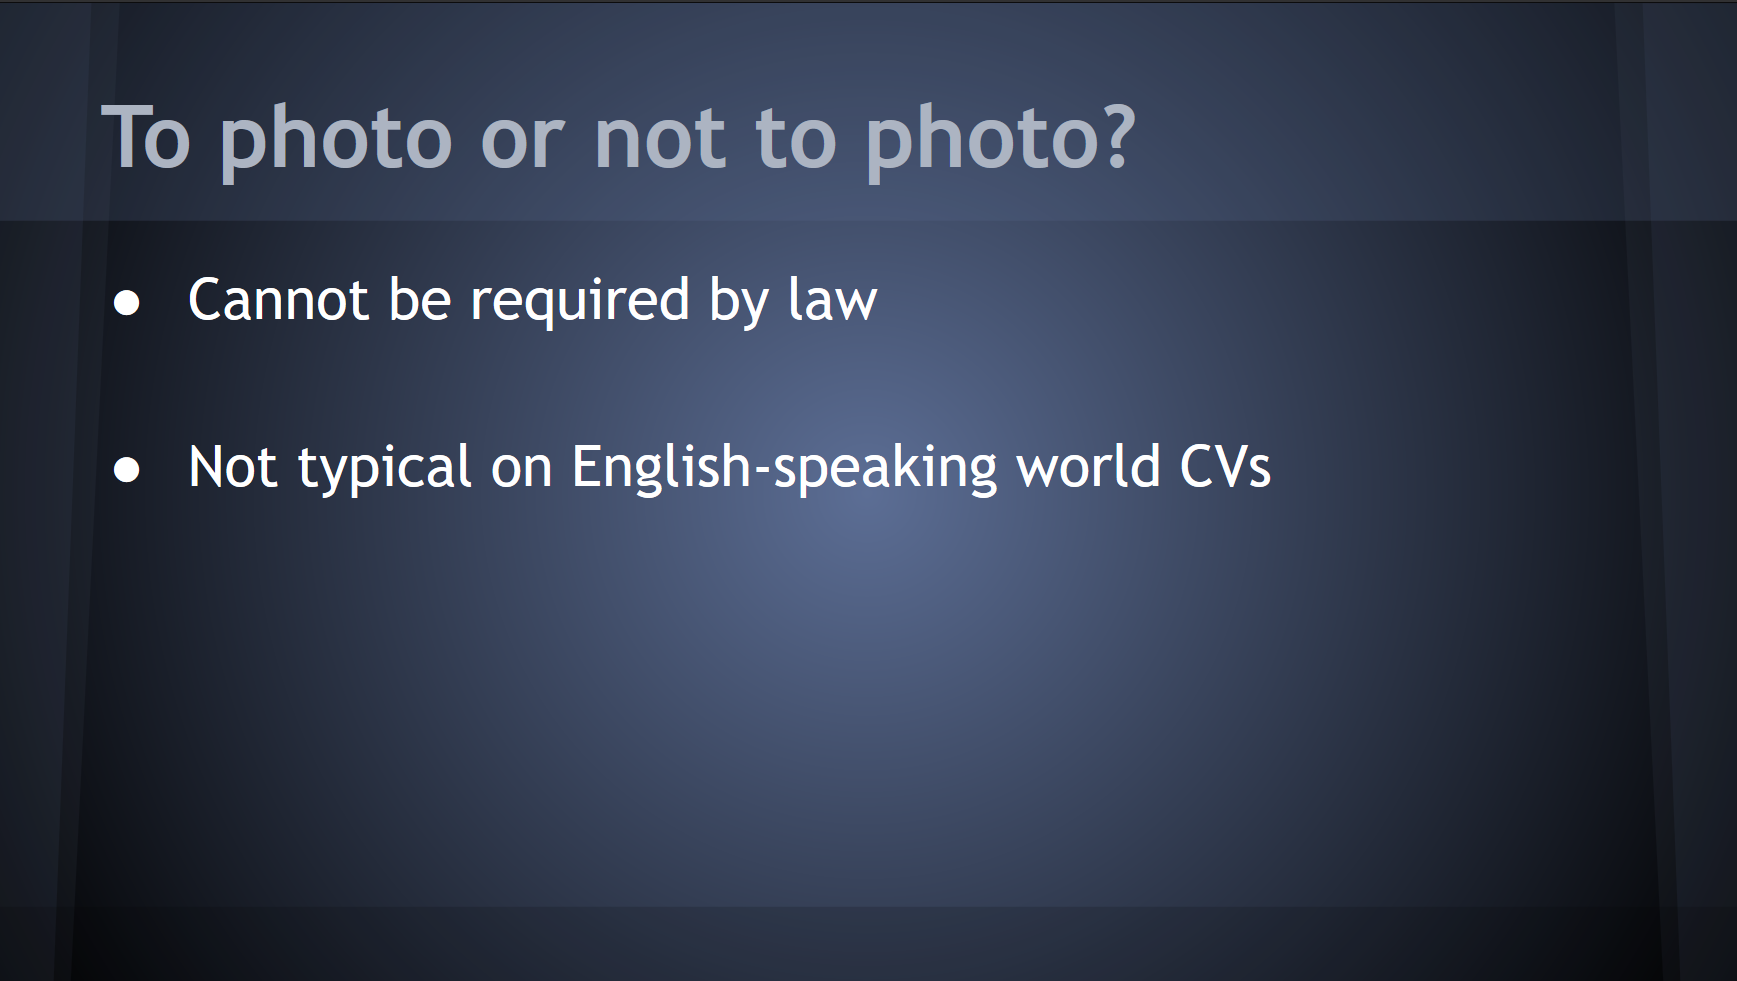 To photo or not to photo?
● Cannot be required by law
● Not typical on English-speaking world CVs